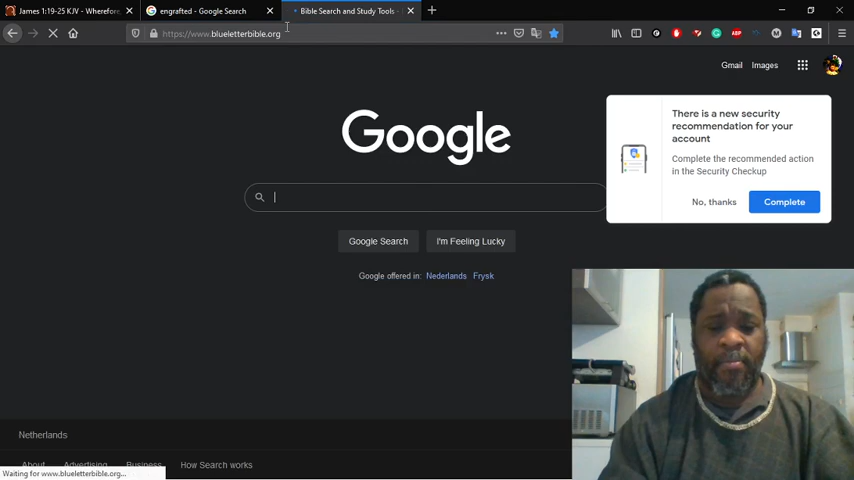 James 1:19-25 KJV - Wherefore,
engrafted - Google Search
Bible Search and Study Tools -
https://www.blueletterbible.org
ABP
Gmail Images
Google
There is a new security
recommendation for your
account
Complete the recommended action
in the Security Checkup
No, thanks Complete
Google Search I'm Feeling Lucky
Google offered in: Nederlands Frysk
Netherlands
About Advertising Business How Search works
Waiting for www.blueletterbible.org...